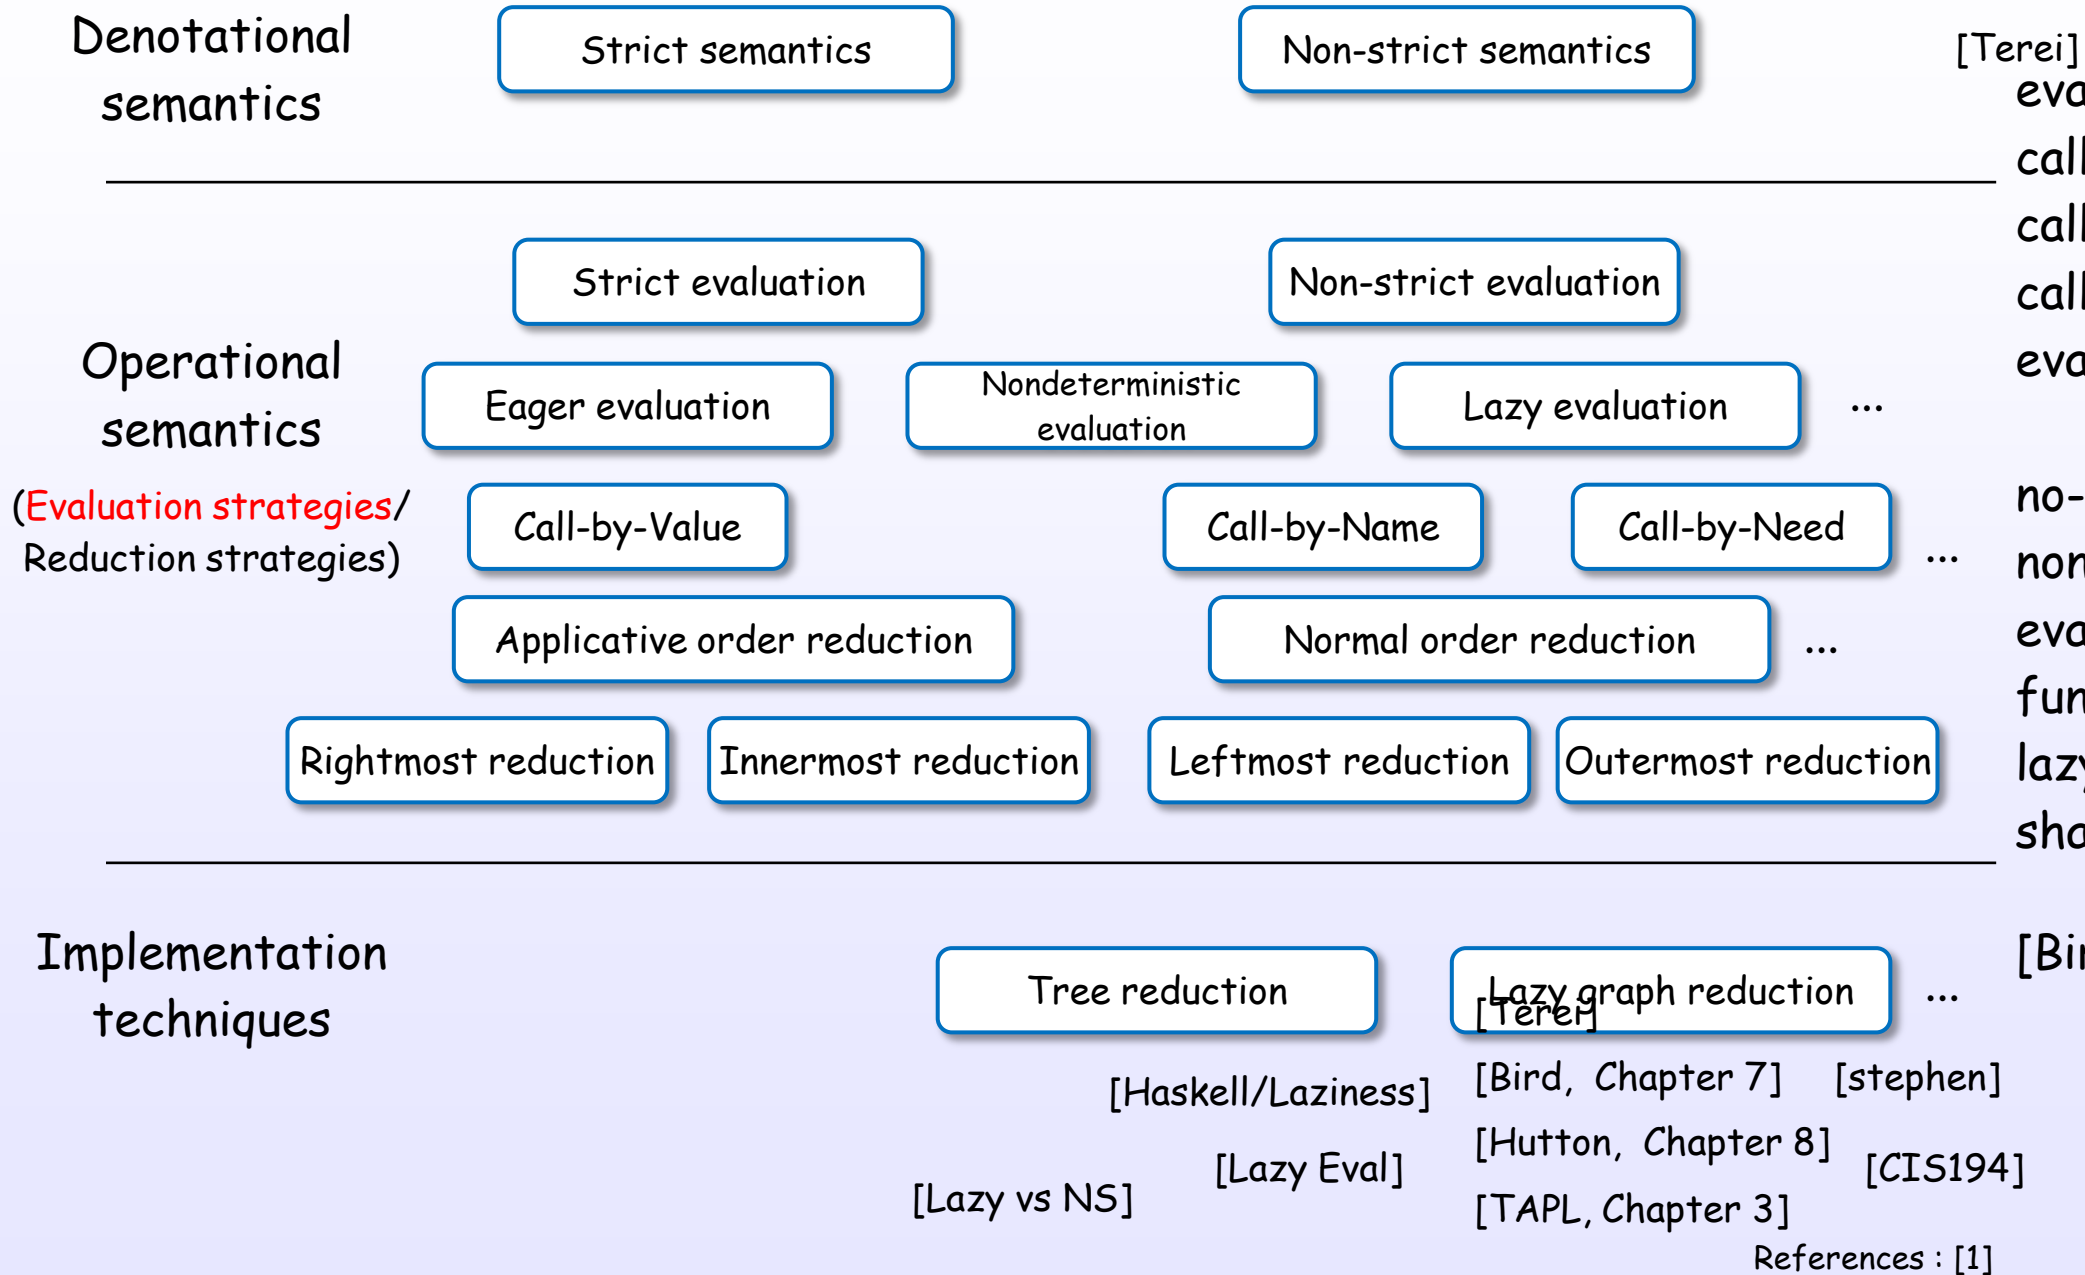 Denotational
semantics
Strict semantics
Non-strict semantics
[Terei]
Operational
semantics
(Evaluation strategies/
Reduction strategies)
Strict evaluation
Non-strict evaluation
Eager evaluation
Nondeterministic
evaluation
Lazy evaluation
...
Call-by-Value
Call-by-Name
Call-by-Need
...
Applicative order reduction
Normal order reduction
...
Rightmost reduction
Innermost reduction
Leftmost reduction
Outermost reduction
Implementation
techniques
Tree reduction
Lazy graph reduction
...
[Terei]
[Haskell/Laziness]
[Bird, Chapter 7]
[stephen]
[Hutton, Chapter 8]
[Lazy Eval]
[CIS194]
[Lazy vs NS]
[TAPL, Chapter 3]
References : [1]